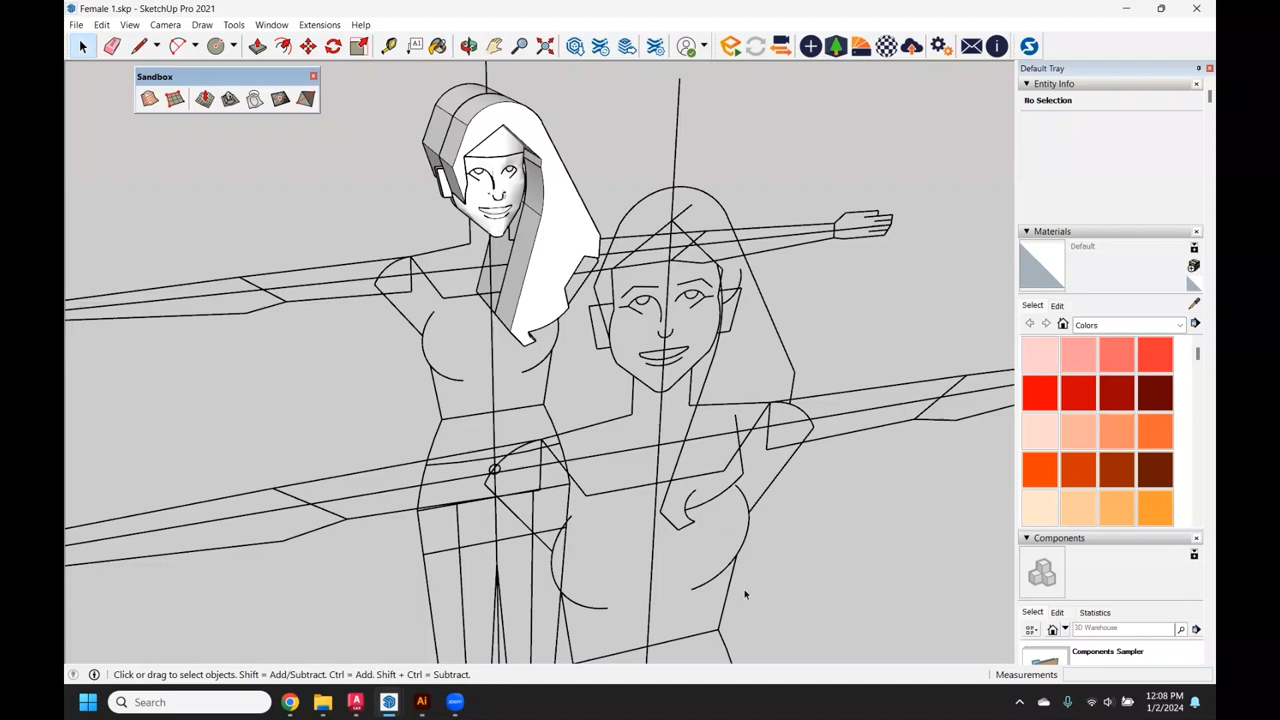 Female 1.skp - SketchUp Pro 2021
File Edit View Camera Draw Tools Window Extensions Help
Sandbox
Default Tray
Entity Info
No Selection
Materials
Default
Select Edit
Colors
Components
Select Edit Statistics
3D Warehouse
Components Sampler
Click or drag to select objects. Shift = Add/Subtract. Ctrl = Add. Shift + Ctrl = Subtract.
Measurements
Search
12:08 PM
1/2/2024